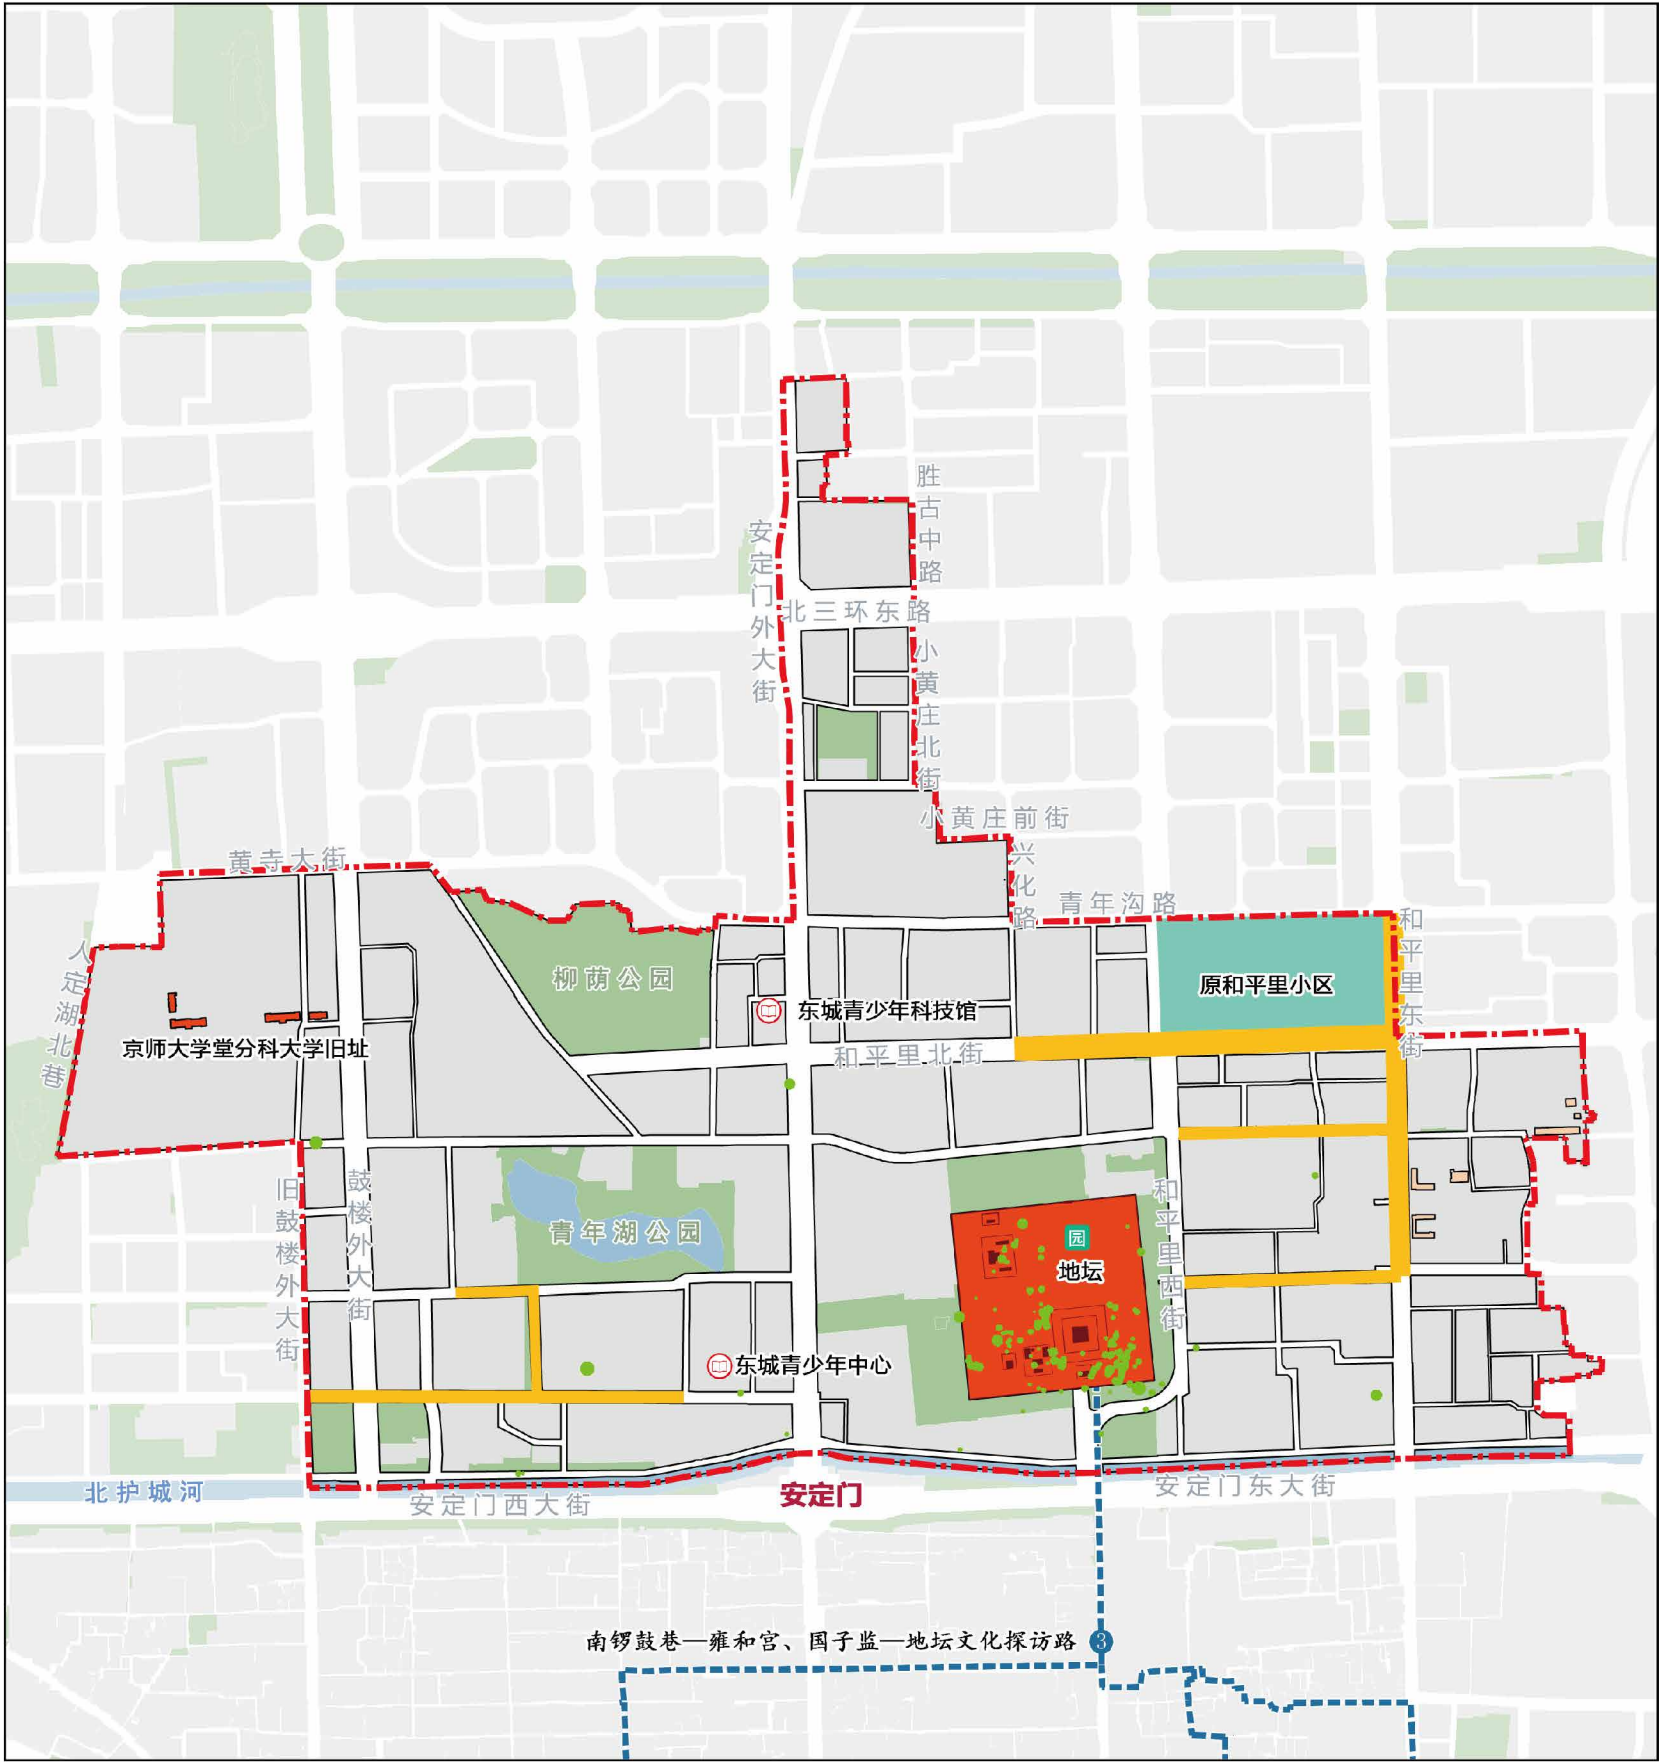 胜古中路
安定门外大街
北三环东路
小黄庄北街
小黄庄前街
黄寺大街
兴化路
青年沟路
和平里东街
人定湖北巷
柳荫公园
原和平里小区
东城青少年科技馆
京师大学堂分科大学旧址
和平里北街
旧鼓楼外大街
鼓楼外大街
青年湖公园
园
地坛
和平里西街
东城青少年中心
北护城河
安定门西大街
安定门
安定门东大街
南锣鼓巷—雍和宫、国子监—地坛文化探访路 3